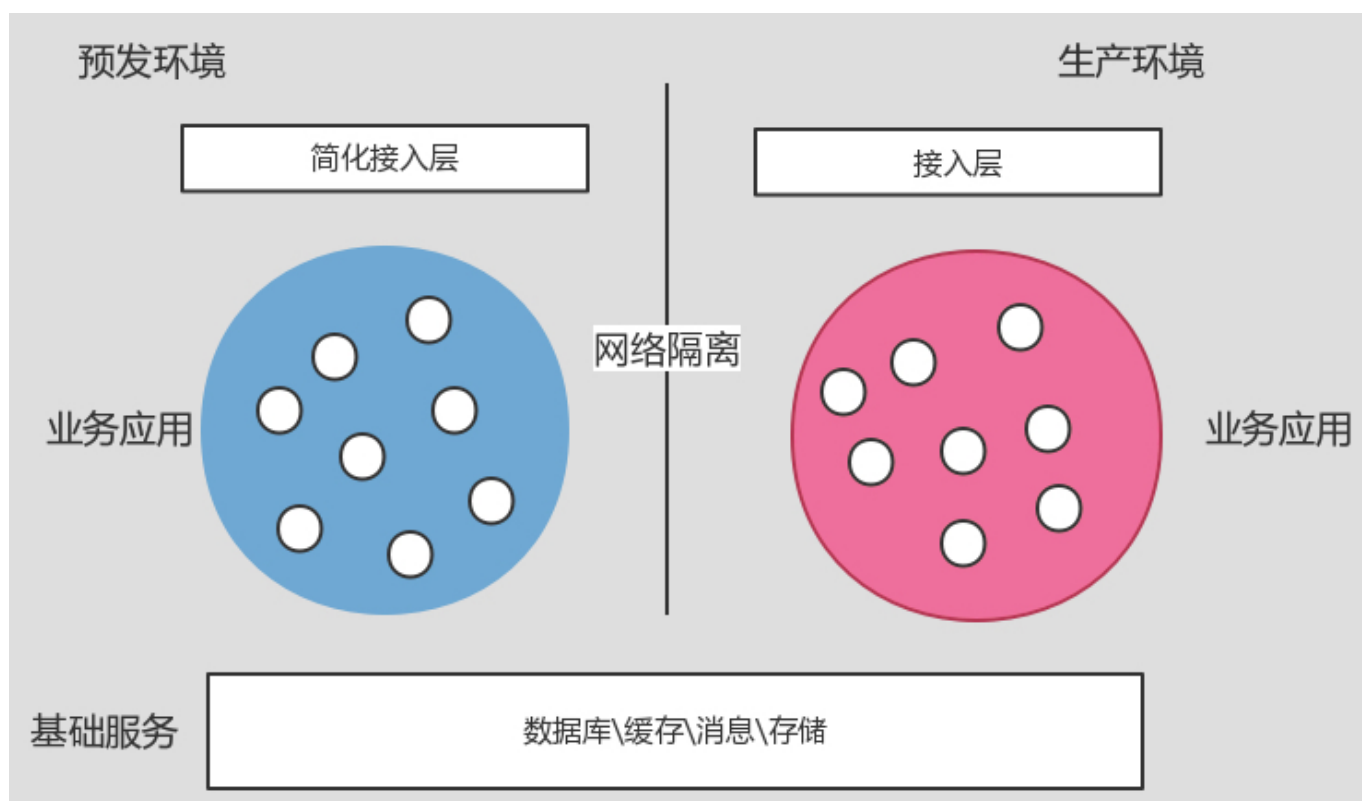 预发环境
生产环境
简化接入层
接入层
网络隔离
业务应用
业务应用
基础服务
数据库\缓存\消息\存储